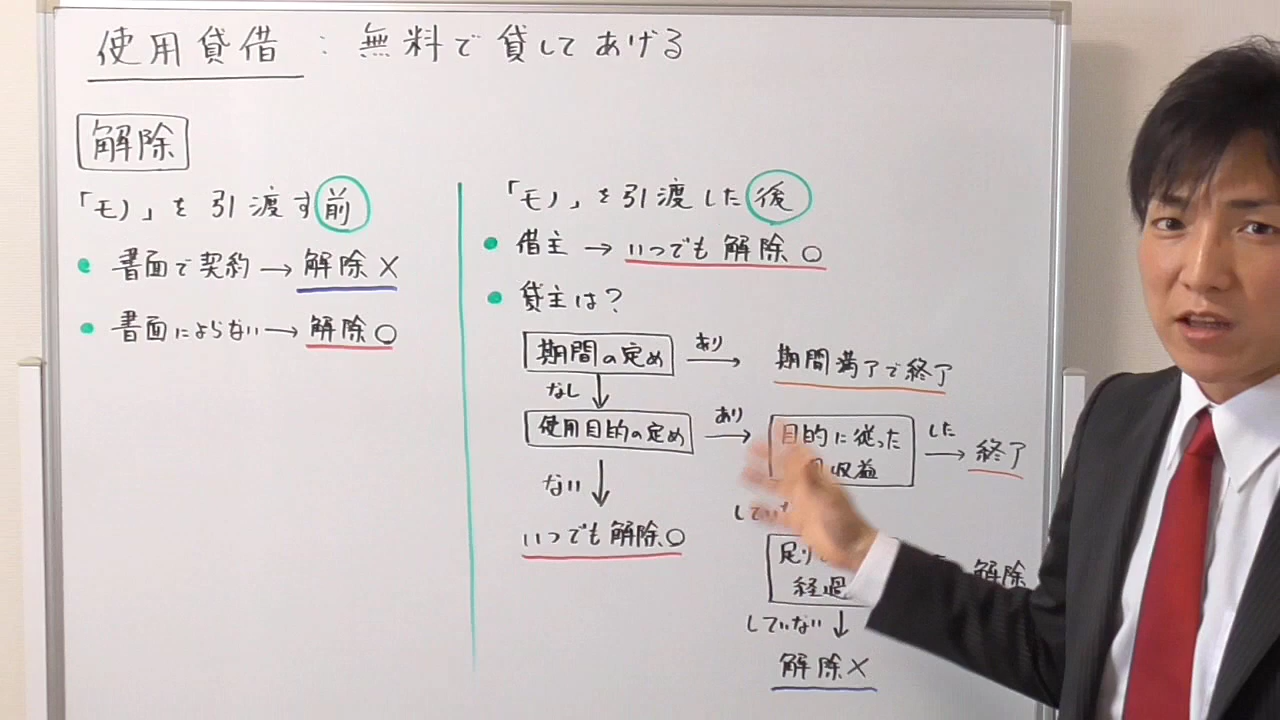 使用貸借 : 無料で貸してあげる
解除
「モノ」を引渡す前
書面で契約→解除×
書面によらない→解除○
「モノ」を引渡した後
借主→いつでも解除○
貸主は?
期間の定め
あり
期間満了で終了
なし
使用目的の定め
あり
目的に従った
収益
した
終了
ない
いつでも解除○
してい
足り
経過
解除
していない
解除×